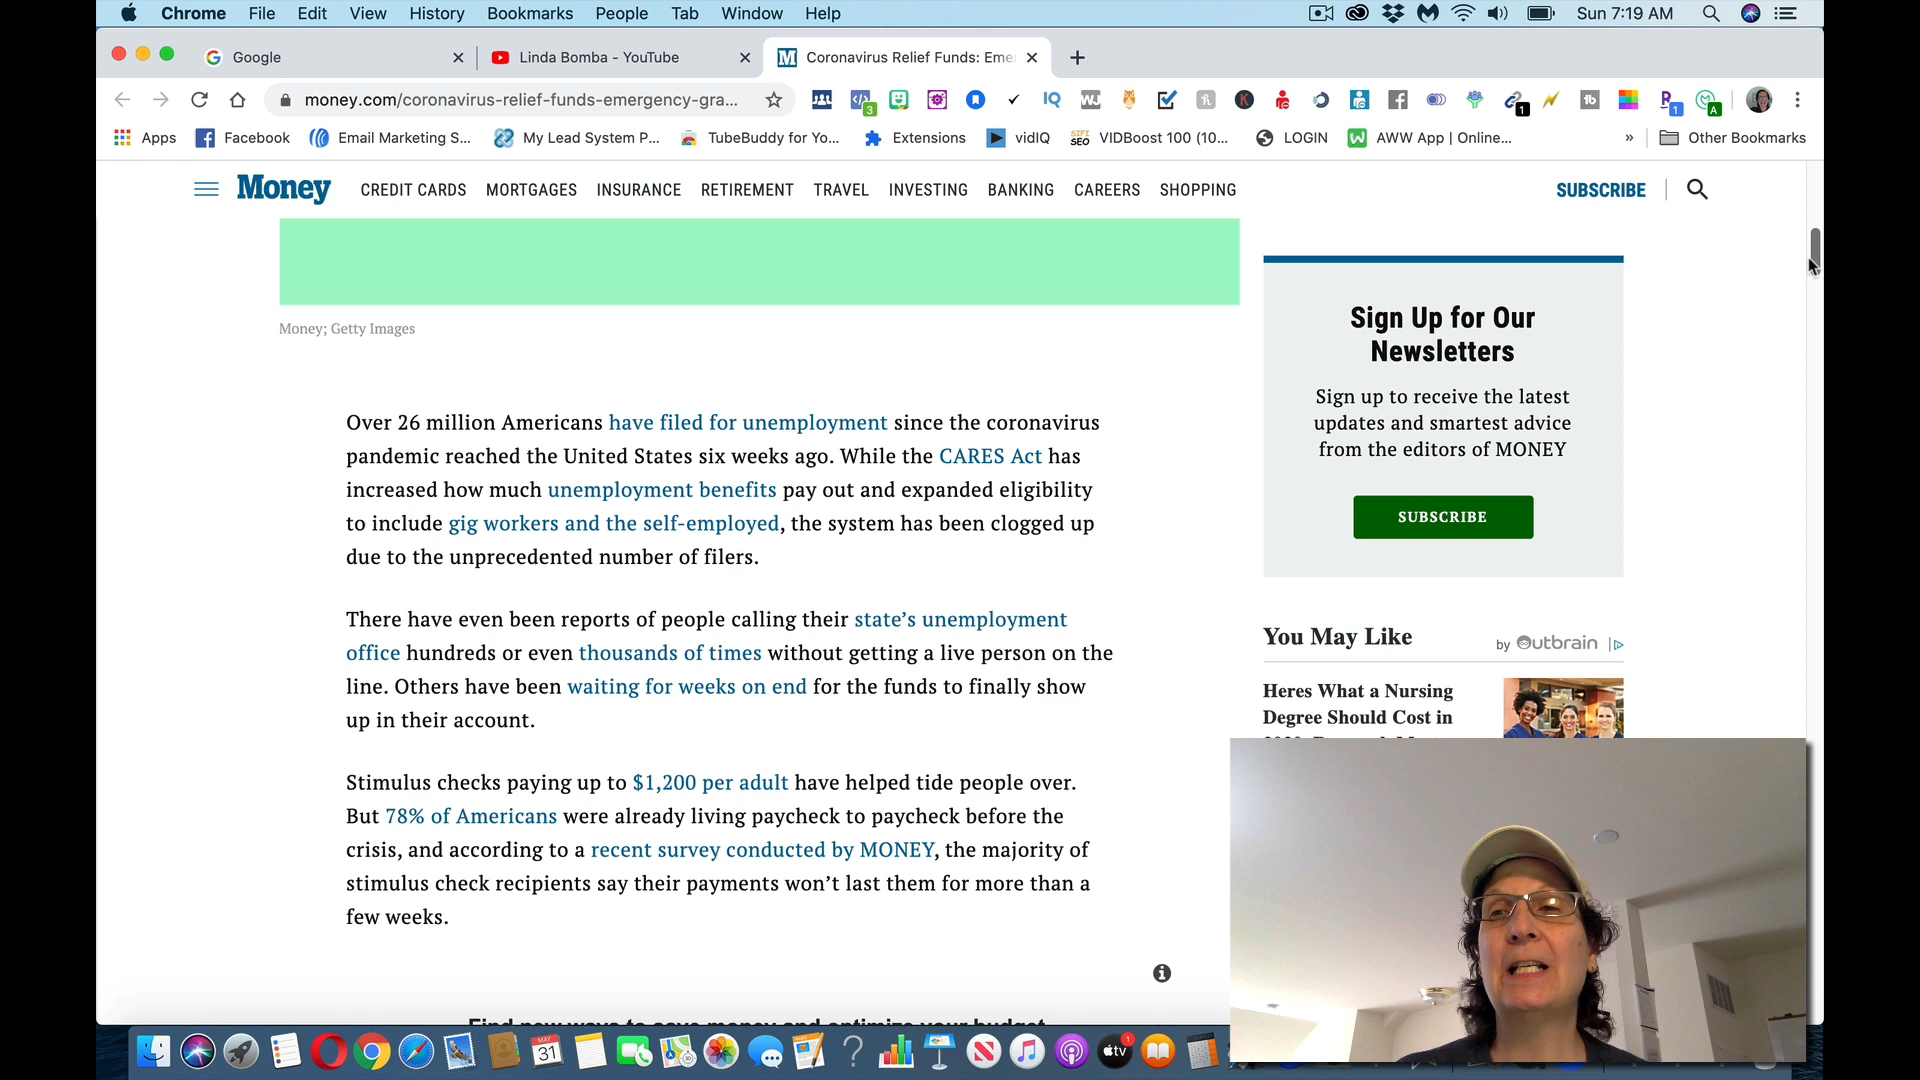 Chrome File Edit View History Bookmarks People Tab Window Help Sun 7:19 AM
Google Linda Bomba - YouTube Coronavirus Relief Funds: Eme
money.com/coronavirus-relief-funds-emergency-gra...
Apps Facebook Email Marketing S... My Lead System P... TubeBuddy for Yo... Extensions vidIQ VIDBoost 100 (10... LOGIN AWW App | Online... » Other Bookmarks
Money CREDIT CARDS MORTGAGES INSURANCE RETIREMENT TRAVEL INVESTING BANKING CAREERS SHOPPING SUBSCRIBE
Money; Getty Images
Over 26 million Americans have filed for unemployment since the coronavirus
pandemic reached the United States six weeks ago. While the CARES Act has
increased how much unemployment benefits pay out and expanded eligibility
to include gig workers and the self-employed, the system has been clogged up
due to the unprecedented number of filers.
There have even been reports of people calling their state’s unemployment
office hundreds or even thousands of times without getting a live person on the
line. Others have been waiting for weeks on end for the funds to finally show
up in their account.
Stimulus checks paying up to $1,200 per adult have helped tide people over.
But 78% of Americans were already living paycheck to paycheck before the
crisis, and according to a recent survey conducted by MONEY, the majority of
stimulus check recipients say their payments won’t last them for more than a
few weeks.
Find new ways to save money and optimize your budget
Sign Up for Our
Newsletters
Sign up to receive the latest
updates and smartest advice
from the editors of MONEY
SUBSCRIBE
You May Like
by Outbrain
Heres What a Nursing
Degree Should Cost in
MAY
31
tv